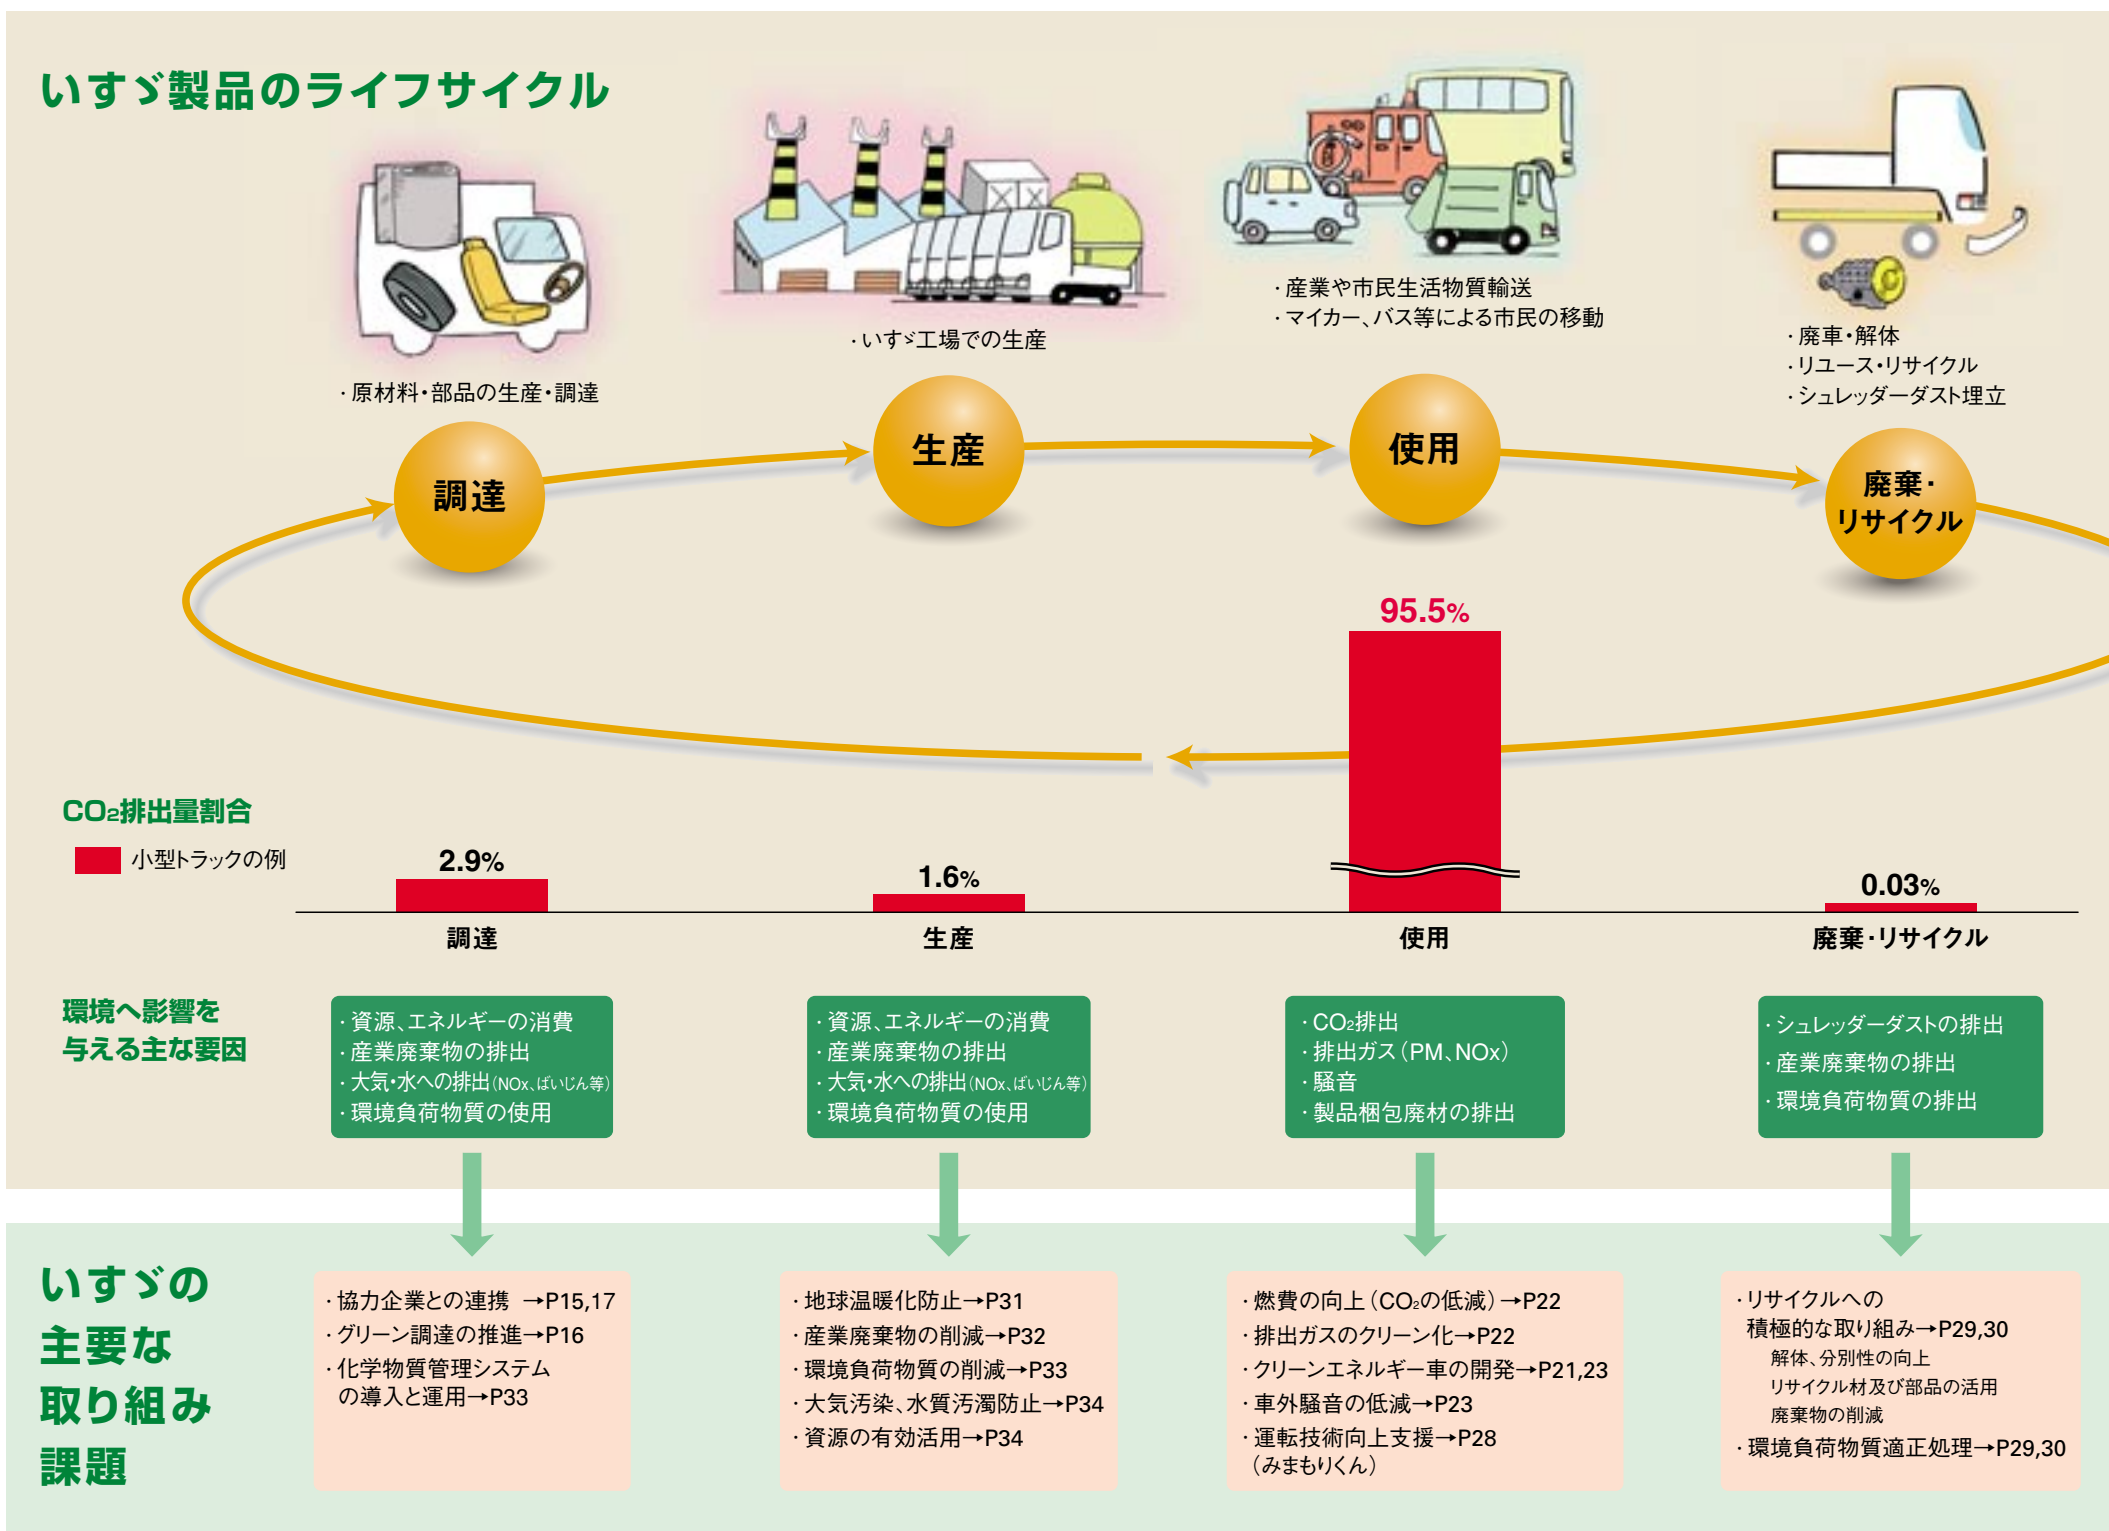 いすゞ製品のライフサイクル
・原材料・部品の生産・調達
・いすゞ工場での生産
・産業や市民生活物質輸送
・マイカー、バス等による市民の移動
・廃車・解体
・リユース・リサイクル
・シュレッダーダスト埋立
調達
生産
使用
廃棄・
リサイクル
CO₂排出量割合
小型トラックの例
2.9%
1.6%
95.5%
0.03%
調達
生産
使用
廃棄・リサイクル
環境へ影響を
与える主な要因
・資源、エネルギーの消費
・産業廃棄物の排出
・大気・水への排出（NOx、ばいじん等）
・環境負荷物質の使用
・資源、エネルギーの消費
・産業廃棄物の排出
・大気・水への排出（NOx、ばいじん等）
・環境負荷物質の使用
・CO₂排出
・排出ガス（PM、NOx）
・騒音
・製品梱包廃材の排出
・シュレッダーダストの排出
・産業廃棄物の排出
・環境負荷物質の排出
いすゞの
主要な
取り組み
課題
・協力企業との連携 →P15,17
・グリーン調達の推進→P16
・化学物質管理システム
の導入と運用→P33
・地球温暖化防止→P31
・産業廃棄物の削減→P32
・環境負荷物質の削減→P33
・大気汚染、水質汚濁防止→P34
・資源の有効活用→P34
・燃費の向上（CO₂の低減）→P22
・排出ガスのクリーン化→P22
・クリーンエネルギー車の開発→P21,23
・車外騒音の低減→P23
・運転技術向上支援→P28
（みまもりくん）
・リサイクルへの
積極的な取り組み→P29,30
解体、分別性の向上
リサイクル材及び部品の活用
廃棄物の削減
・環境負荷物質適正処理→P29,30